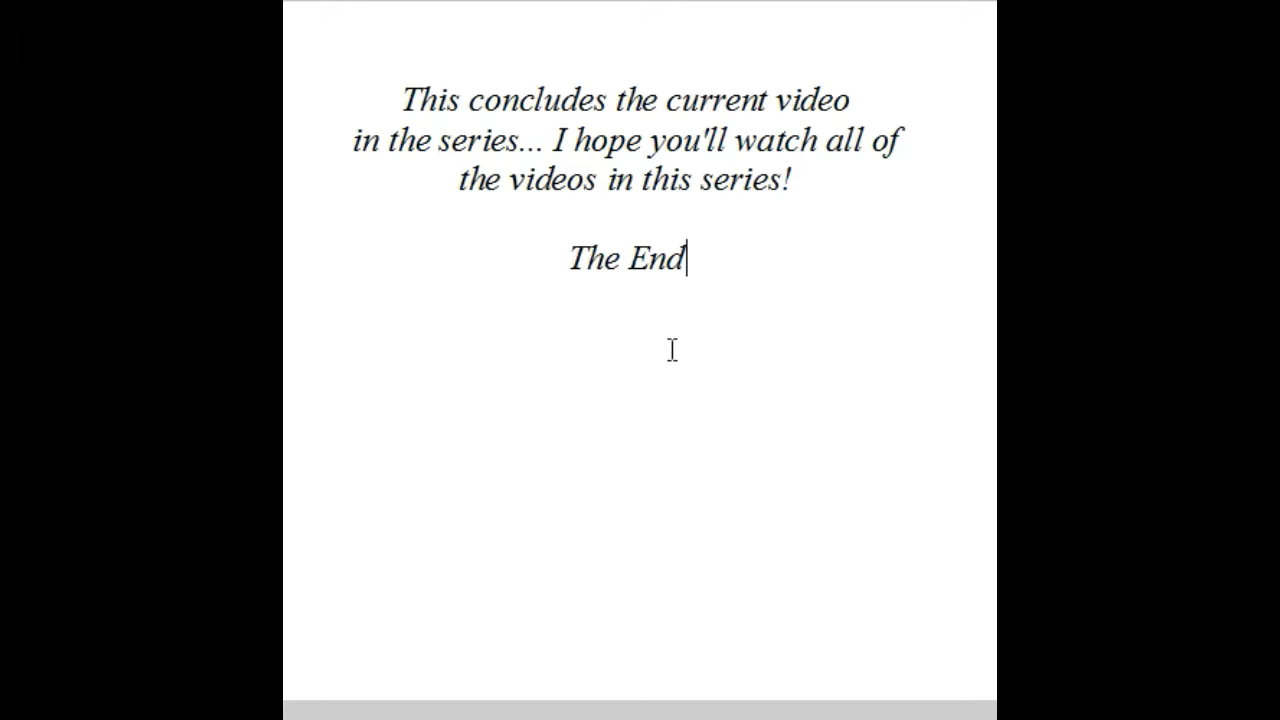 This concludes the current video
in the series... I hope you'll watch all of
the videos in this series!
The End